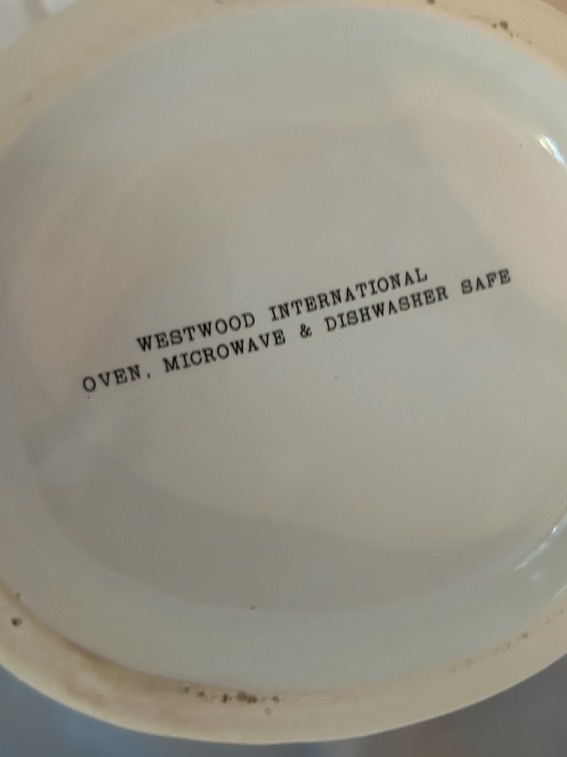 WESTWOOD INTERNATIONAL
OVEN, MICROWAVE & DISHWASHER SAFE